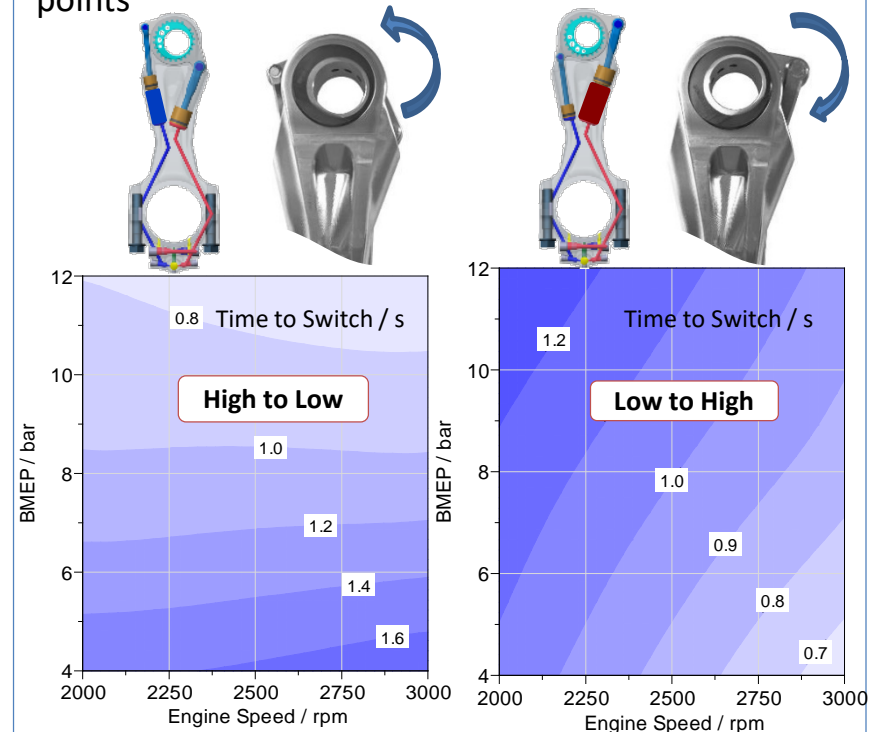 points
12
10
8
6
4
BMEP / bar
0.8
Time to Switch / s
High to Low
1.0
1.2
1.4
1.6
2000 2250 2500 2750 3000
Engine Speed / rpm
12
10
8
6
4
BMEP / bar
Time to Switch / s
1.2
Low to High
1.0
0.9
0.8
0.7
2000 2250 2500 2750 3000
Engine Speed / rpm